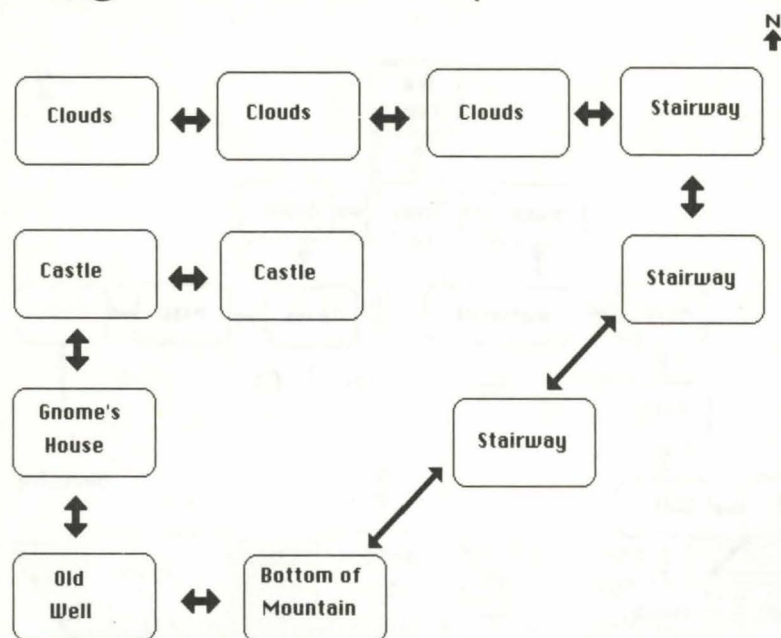 N
Clouds
Clouds
Clouds
Stairway
Castle
Castle
Stairway
Gnome's
House
Stairway
Old
Well
Bottom of
Mountain